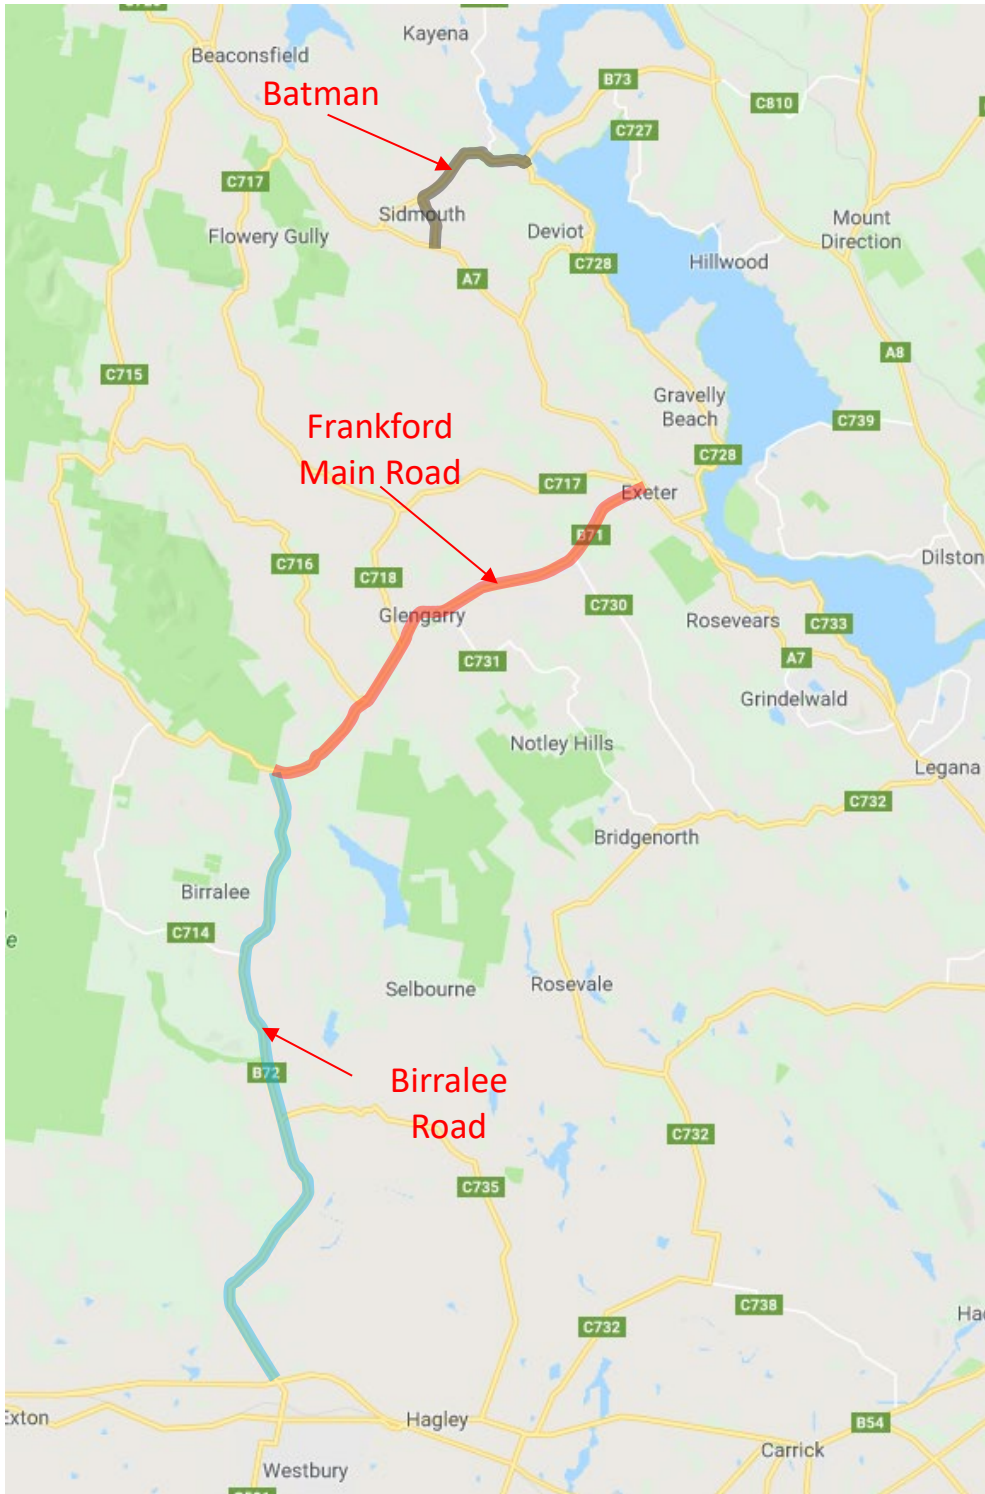 Kayena
Beaconsfield
B73
Batman
C810
C727
C717
Sidmouth
Flowery Gully
Deviot
Mount
Direction
C728
Hillwood
A7
A8
C715
Gravelly
Beach
Frankford
Main Road
C739
C728
C717
Exeter
B71
Dilston
C716
C718
C730
Glengarry
Rosevears
C733
C731
A7
Grindelwald
Notley Hills
Legana
C732
Bridgenorth
Birralee
C714
e
Selbourne
Rosevale
B72
Birralee
Road
C732
C735
C738
Ha
C732
Exton
Hagley
B54
Carrick
Westbury